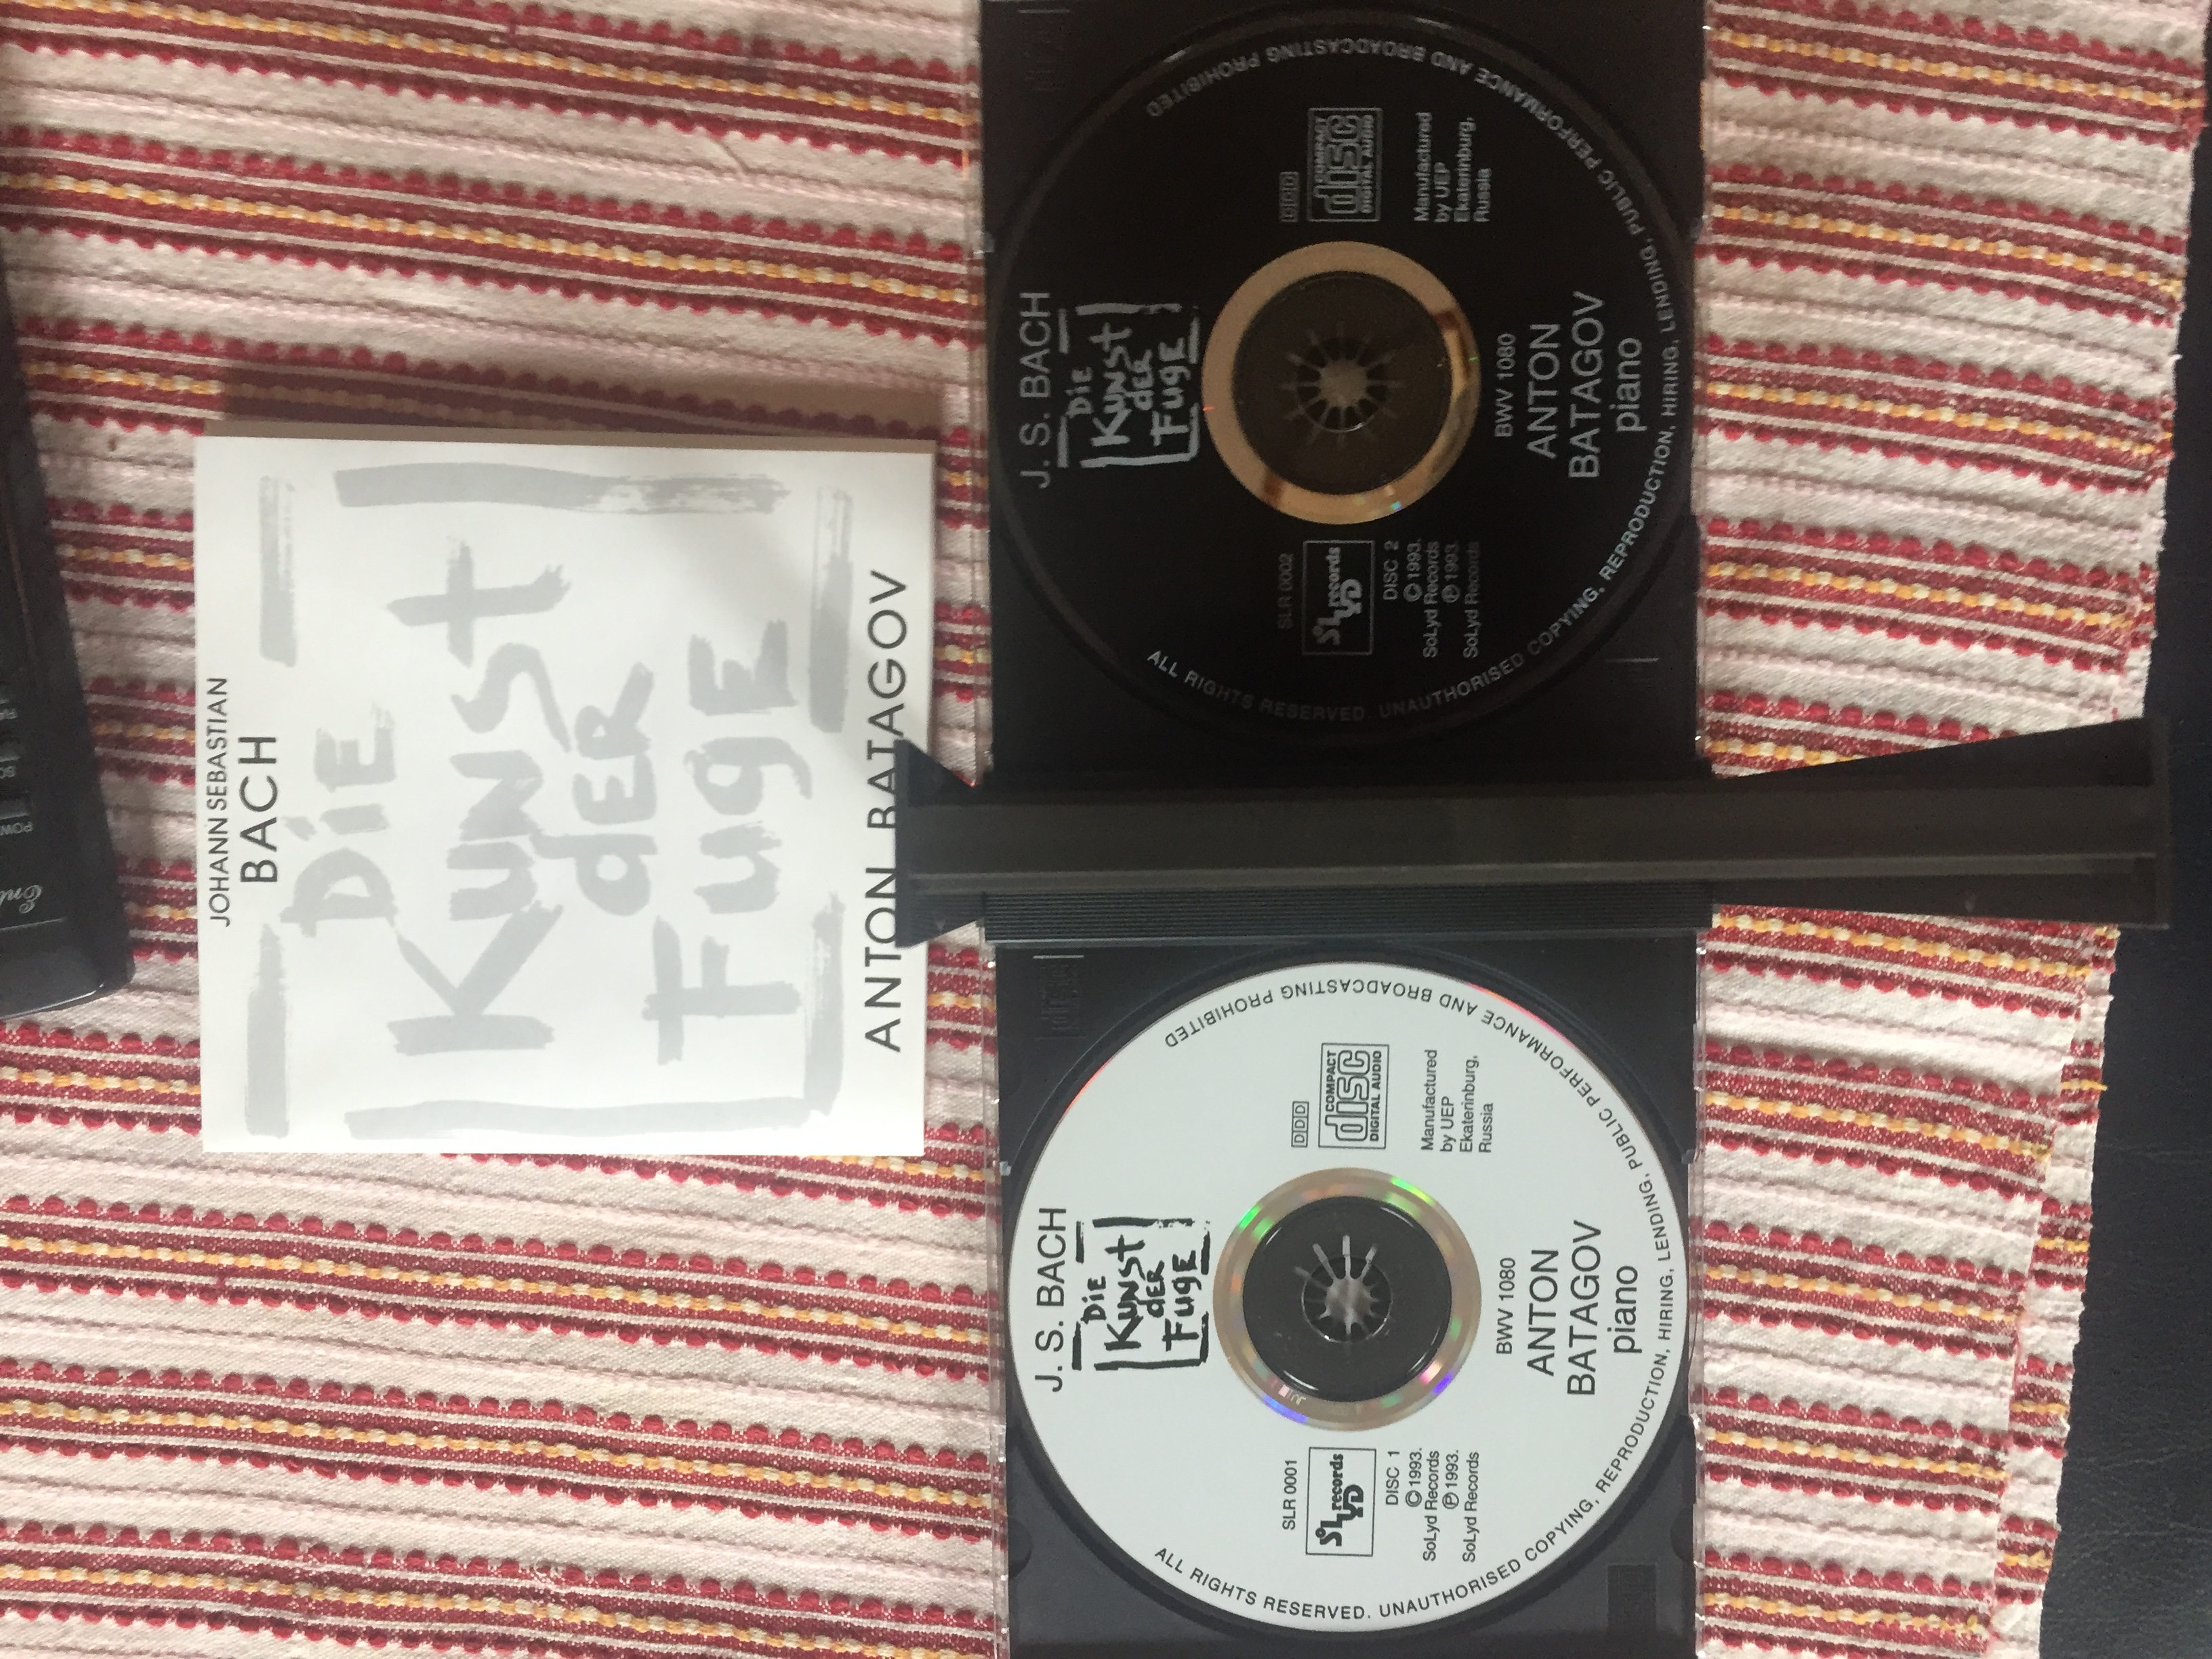 JOHANN SEBASTIAN
BACH
Die
Kunst
der
Fuge
ANTON BATAGOV
J. S. BACH
Die
Kunst
der
Fuge
SLR 0001
SoLYD records
DISC 1
©1993.
SoLyd Records
℗1993.
SoLyd Records
DDD
COMPACT
disc
DIGITAL AUDIO
Manufactured
by UEP
Ekaterinburg,
Russia
BWV 1080
ANTON
BATAGOV
piano
ALL RIGHTS RESERVED. UNAUTHORISED COPYING, REPRODUCTION, HIRING, LENDING, PUBLIC PERFORMANCE AND BROADCASTING PROHIBITED
J. S. BACH
Die
Kunst
der
Fuge
SLR 0002
SoLYD records
DISC 2
©1993.
SoLyd Records
℗1993.
SoLyd Records
DDD
COMPACT
disc
DIGITAL AUDIO
Manufactured
by UEP
Ekaterinburg,
Russia
BWV 1080
ANTON
BATAGOV
piano
ALL RIGHTS RESERVED. UNAUTHORISED COPYING, REPRODUCTION, HIRING, LENDING, PUBLIC PERFORMANCE AND BROADCASTING PROHIBITED